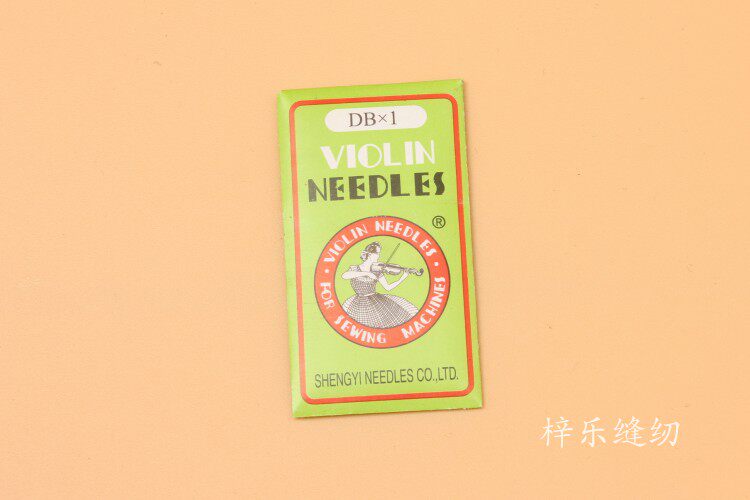 DB×1
VIOLIN
NEEDLES
®
· VIOLIN NEEDLES ·
FOR SEWING MACHINES
SHENGYI NEEDLES CO.,LTD.
梓乐缝纫